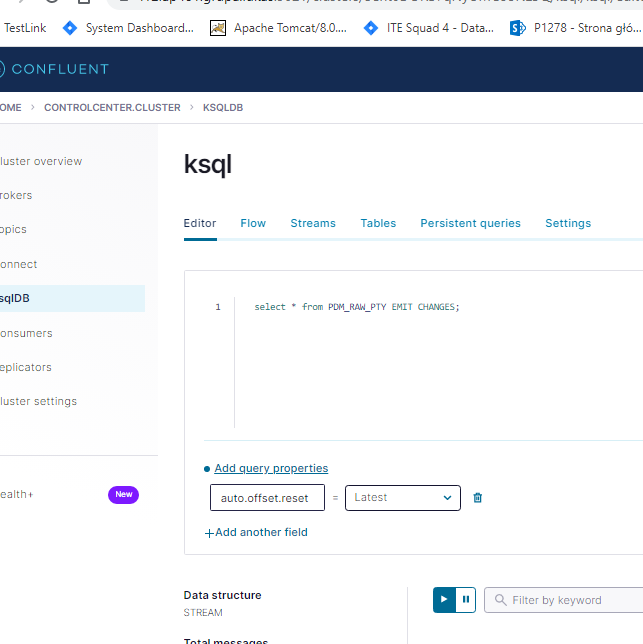 TestLink System Dashboard... Apache Tomcat/8.0.... ITE Squad 4 - Data... P1278 - Strona głó...
CONFLUENT
OME > CONTROLCENTER.CLUSTER > KSQLDB
luster overview
rokers
opics
onnect
sqlDB
onsumers
eplicators
luster settings
ealth+ New
ksql
Editor Flow Streams Tables Persistent queries Settings
1 select * from PDM_RAW_PTY EMIT CHANGES;
Add query properties
auto.offset.reset = Latest
+Add another field
Data structure
STREAM
Total messages
Filter by keyword